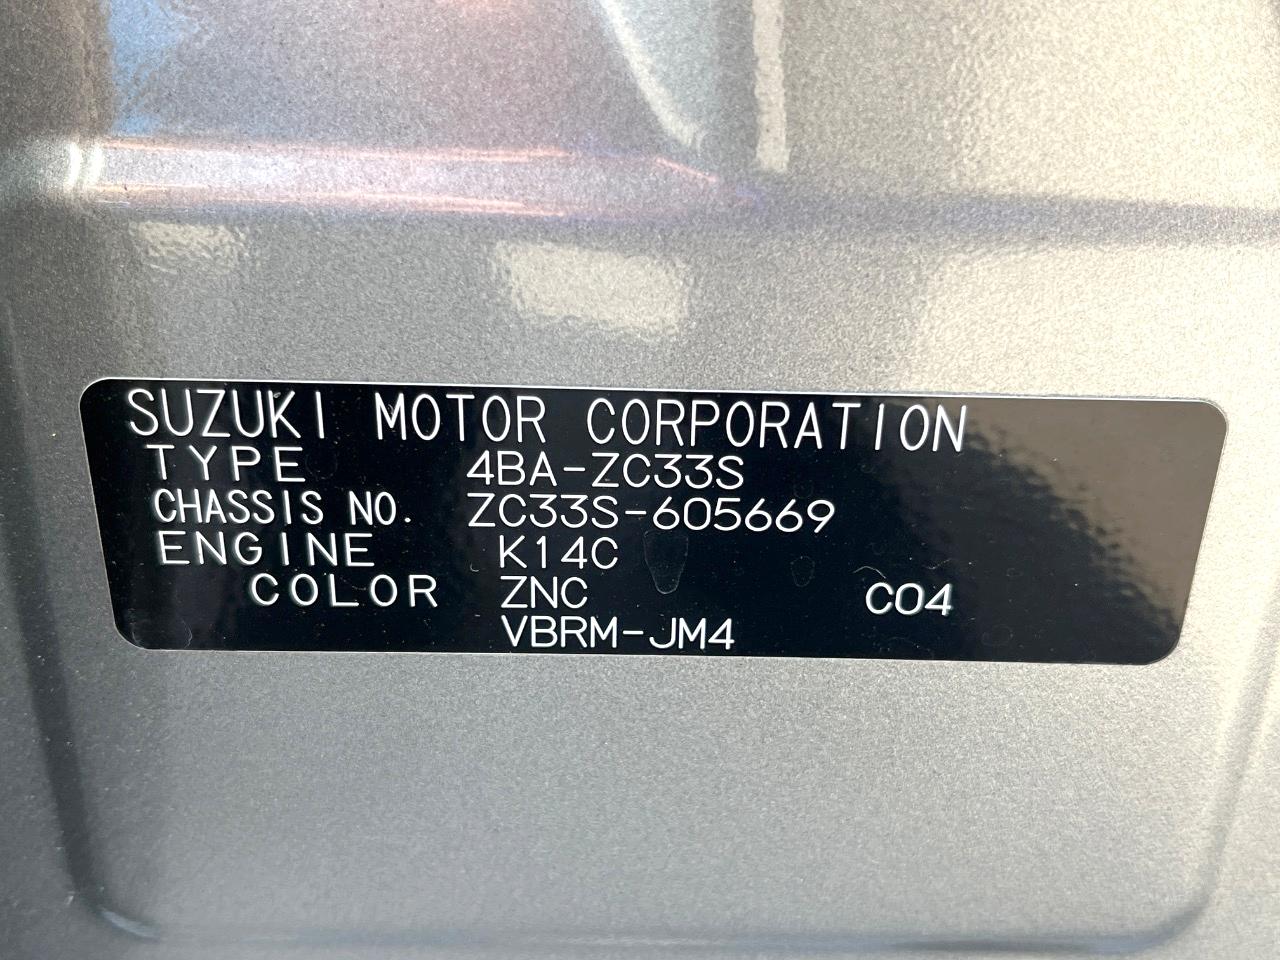 SUZUKI MOTOR CORPORATION
TYPE 4BA-ZC33S
CHASSIS NO. ZC33S-605669
ENGINE K14C
COLOR ZNC C04
VBRM-JM4